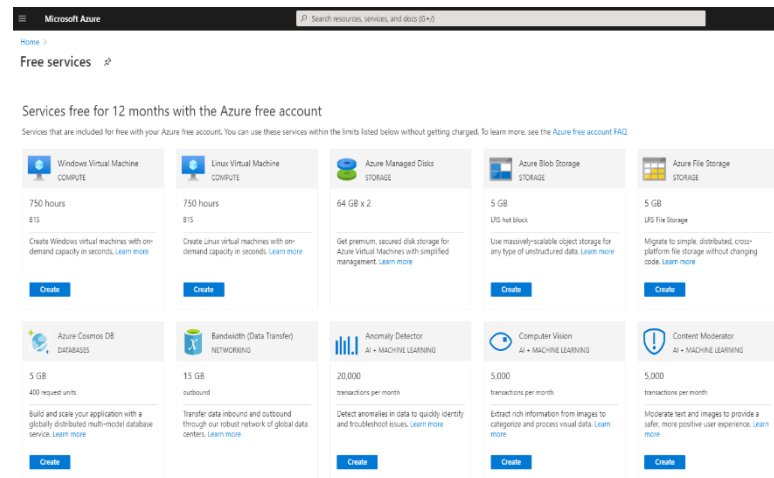 Microsoft Azure
Search resources, services, and docs (G+/)
Home >
Free services
Services free for 12 months with the Azure free account
Services that are included for free with your Azure free account. You can use these services within the limits listed below without getting charged. To learn more, see the Azure free account FAQ
Windows Virtual Machine
COMPUTE
750 hours
B1S
Create Windows virtual machines with on-
demand capacity in seconds. Learn more
Create
Linux Virtual Machine
COMPUTE
750 hours
B1S
Create Linux virtual machines with on-
demand capacity in seconds. Learn more
Create
Azure Managed Disks
STORAGE
64 GB x 2
Get premium, secured disk storage for
Azure Virtual Machines with simplified
management. Learn more
Azure Blob Storage
STORAGE
5 GB
LRS hot block
Use massively-scalable object storage for
any type of unstructured data. Learn more
Create
Azure File Storage
STORAGE
5 GB
LRS File Storage
Migrate to simple, distributed, cross-
platform file storage without changing
code. Learn more
Create
Azure Cosmos DB
DATABASES
5 GB
400 request units
Build and scale your application with a
globally distributed multi-model database
service. Learn more
Create
Bandwidth (Data Transfer)
NETWORKING
15 GB
outbound
Transfer data inbound and outbound
through our robust network of global data
centers. Learn more
Anomaly Detector
AI + MACHINE LEARNING
20,000
transactions per month
Detect anomalies in data to quickly identify
and troubleshoot issues. Learn more
Create
Computer Vision
AI + MACHINE LEARNING
5,000
transactions per month
Extract rich information from images to
categorize and process visual data. Learn
more
Create
Content Moderator
AI + MACHINE LEARNING
5,000
transactions per month
Moderate text and images to provide a
safer, more positive user experience. Learn
more
Create